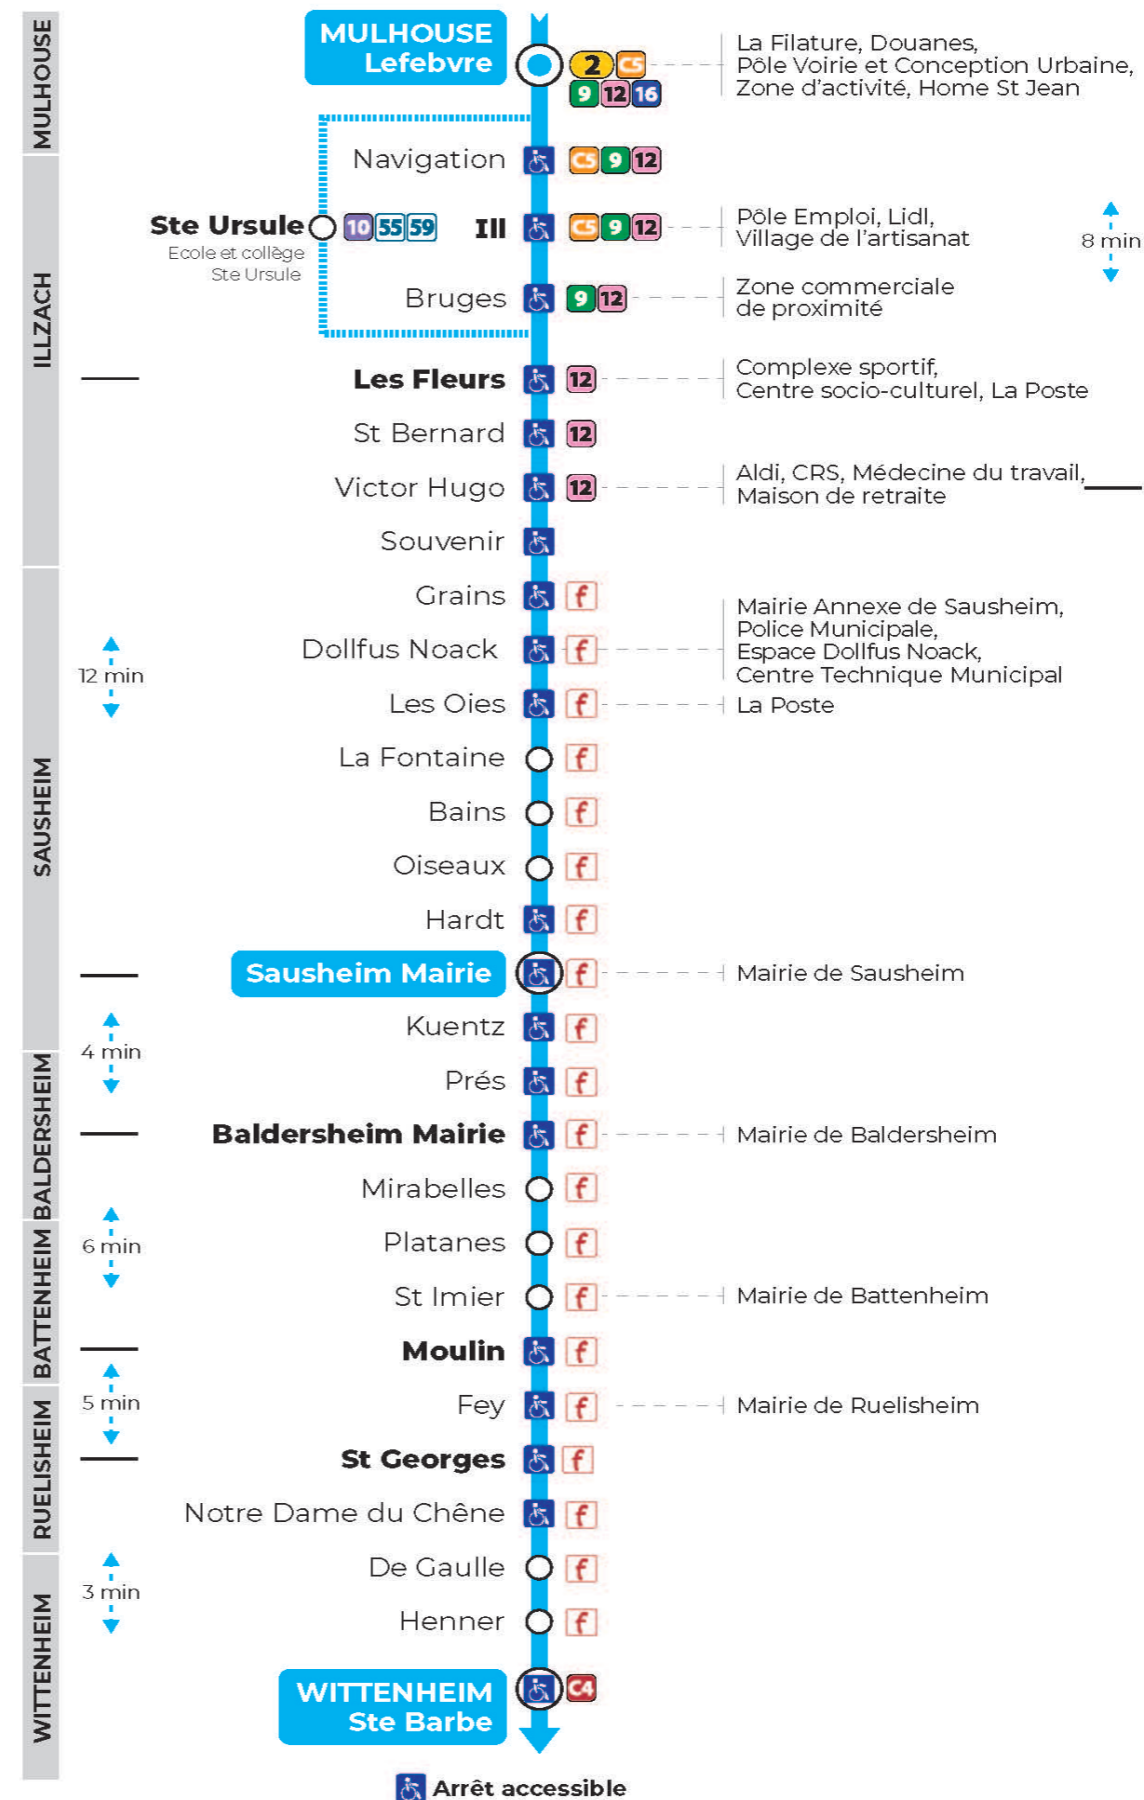 MULHOUSE
MULHOUSE
Lefebvre
2 C5
9 12 16
La Filature, Douanes,
Pôle Voirie et Conception Urbaine,
Zone d'activité, Home St Jean
ILLZACH
Navigation C5 9 12
Ste Ursule 10 55 59
Ecole et collège
Ste Ursule
Ill C5 9 12
Pôle Emploi, Lidl,
Village de l'artisanat
8 min
Bruges 9 12
Zone commerciale
de proximité
Les Fleurs 12
Complexe sportif,
Centre socio-culturel, La Poste
St Bernard 12
Victor Hugo 12
Aldi, CRS, Médecine du travail,
Maison de retraite
Souvenir
SAUSHEIM
Grains f
12 min
Dollfus Noack f
Mairie Annexe de Sausheim,
Police Municipale,
Espace Dollfus Noack,
Centre Technique Municipal
Les Oies f
La Poste
La Fontaine f
Bains f
Oiseaux f
Hardt f
Sausheim Mairie f
Mairie de Sausheim
Kuentz f
4 min
BALDERSHEIM
Prés f
Baldersheim Mairie f
Mairie de Baldersheim
Mirabelles f
BATTENHEIM
6 min
Platanes f
St Imier f
Mairie de Battenheim
Moulin f
RUELISHEIM
5 min
Fey f
Mairie de Ruelisheim
St Georges f
Notre Dame du Chêne f
WITTENHEIM
3 min
De Gaulle f
Henner f
WITTENHEIM
Ste Barbe
C4
Arrêt accessible